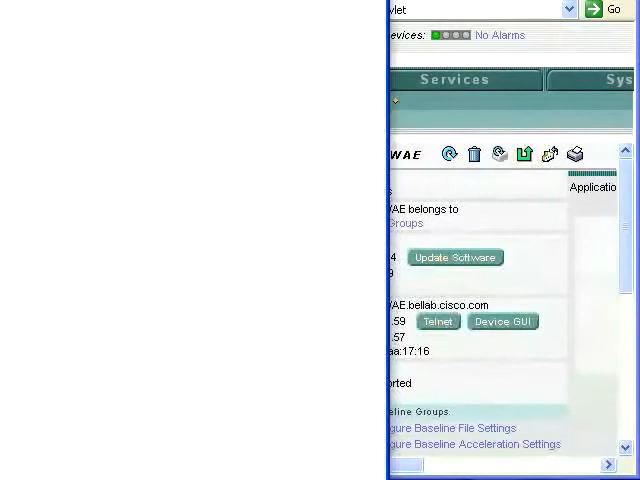 vlet Go
evices: No Alarms
Services Sys
WAE
s Applicatio
/AE belongs to
Groups
4 Update Software
9
/AE.bellab.cisco.com
.59 Telnet Device GUI
.57
aa:17:16
orted
eline Groups.
gure Baseline File Settings
gure Baseline Acceleration Settings